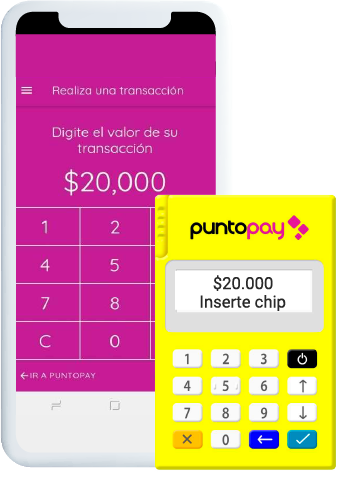 Realiza una transacción
Digite el valor de su
transacción
$20,000
1 2
4 5
7 8
C 0
IR A PUNTOPAY
puntopay
$20.000
Inserte chip
1 2 3
4 5 6
7 8 9
0